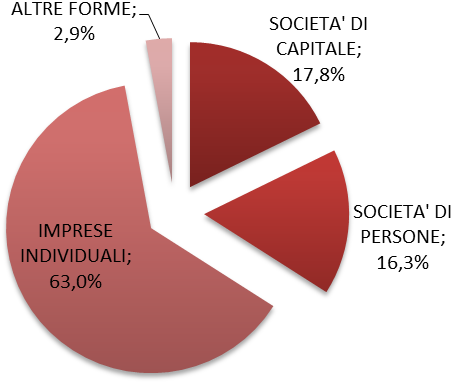 ALTRE FORME;
2,9%
SOCIETA' DI
CAPITALE;
17,8%
SOCIETA' DI
PERSONE;
16,3%
IMPRESE
INDIVIDUALI;
63,0%